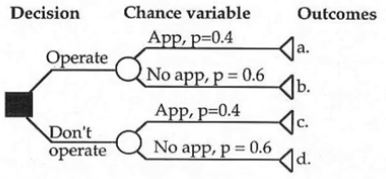 Decision Chance variable Outcomes
App, p=0.4 a.
Operate
No app, p = 0.6 b.
App, p=0.4 c.
Don't
operate No app, p = 0.6 d.